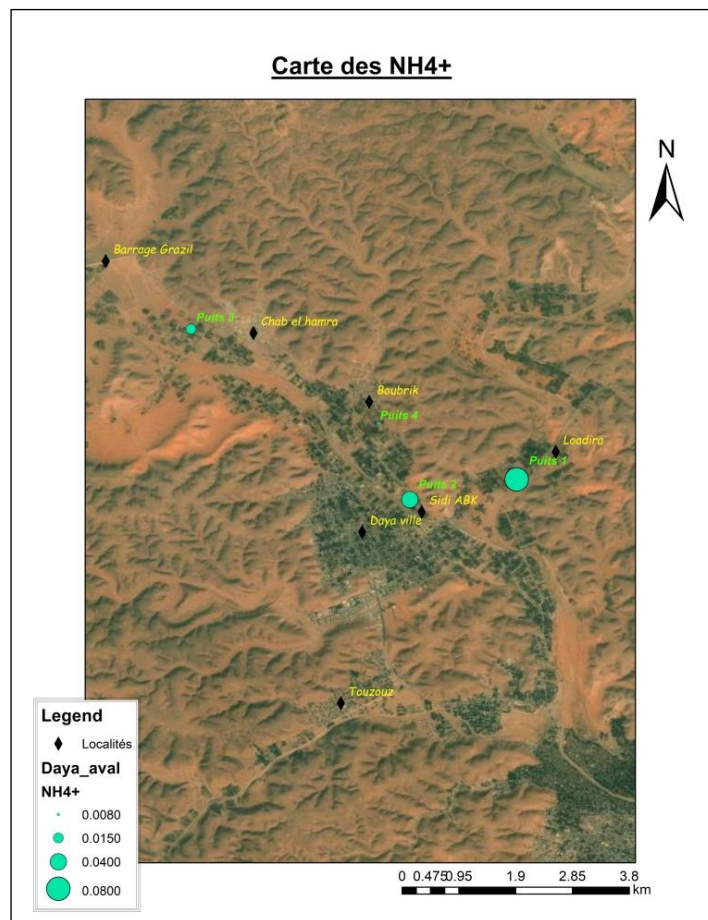 Carte des NH4+
N
Barrage Grazil
Puits 3
Chab el hamra
Boubrik
Puits 4
Laadira
Puits 1
Puits 2
Sidi ABK
Daya ville
Touzouz
Legend
Localités
Daya_aval
NH4+
0.0080
0.0150
0.0400
0.0800
0 0.475 0.95 1.9 2.85 3.8
km